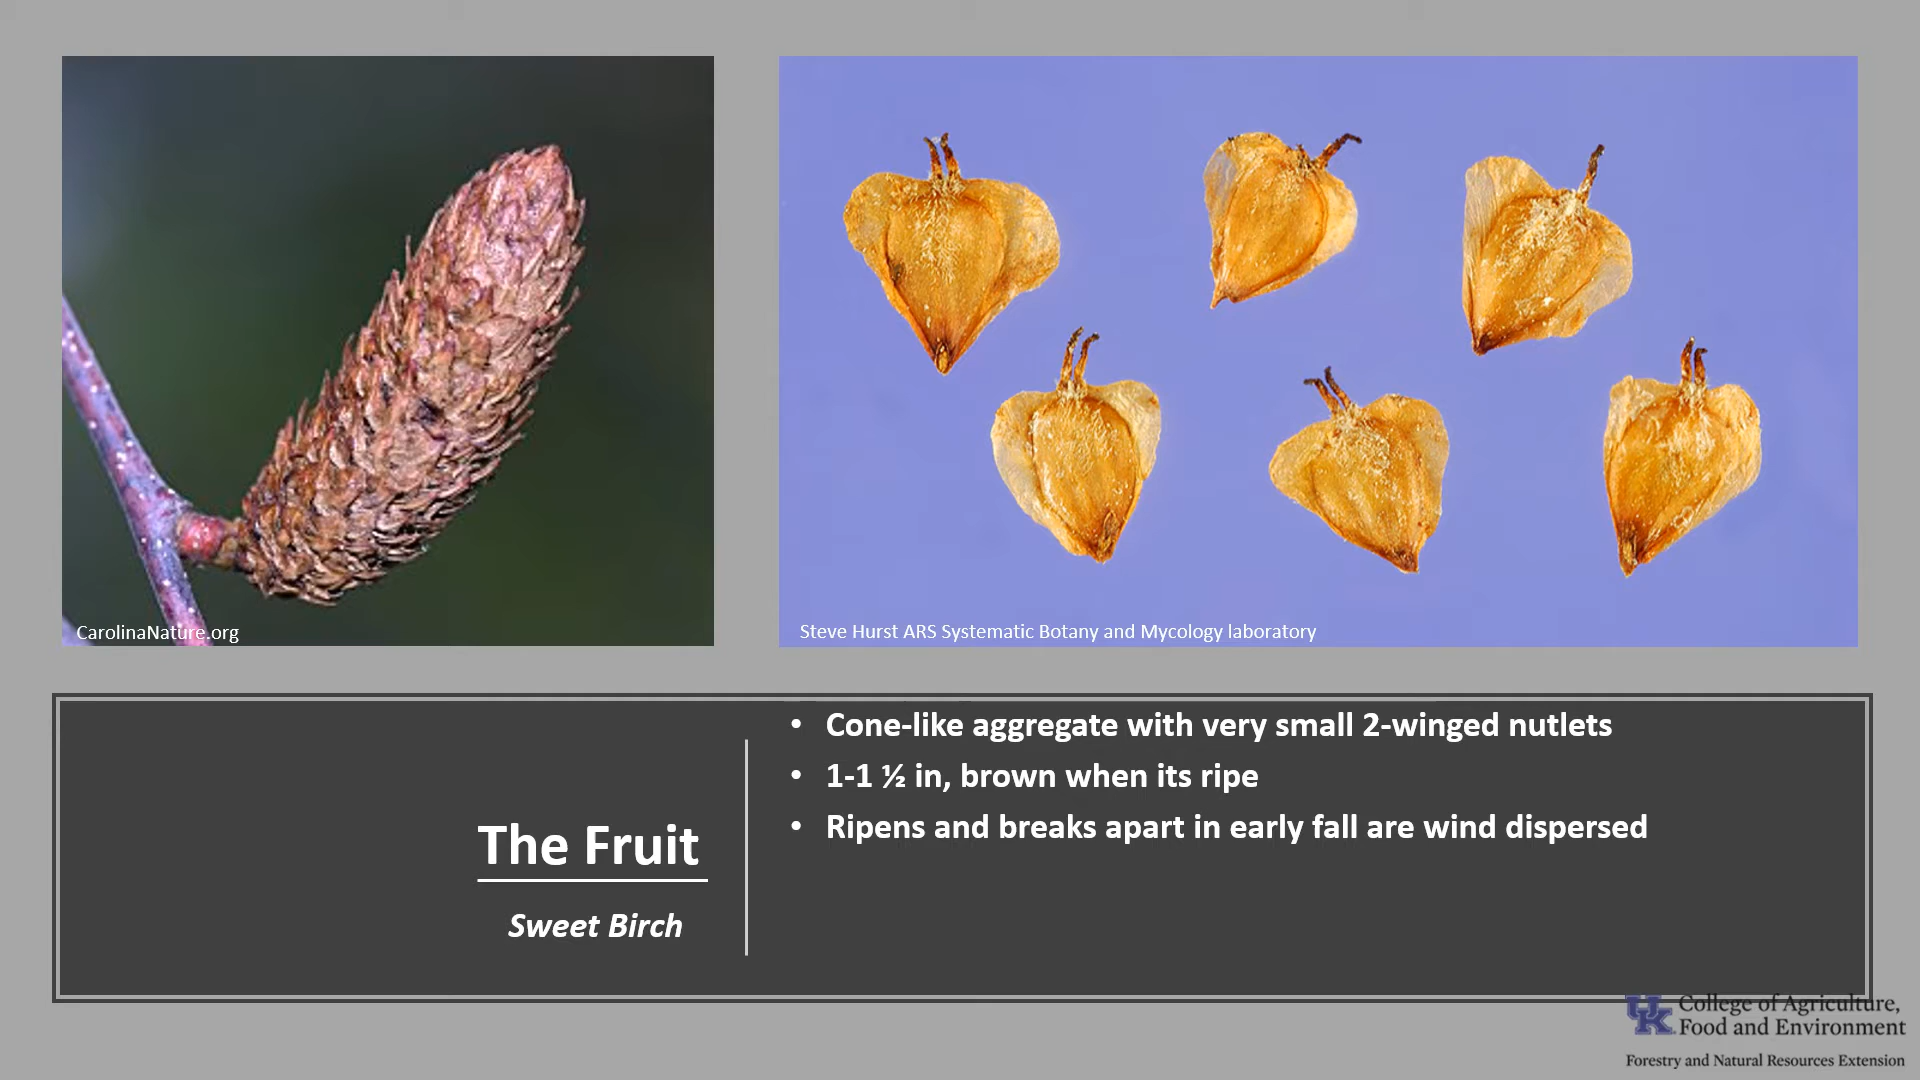 CarolinaNature.org
Steve Hurst ARS Systematic Botany and Mycology laboratory
The Fruit
Sweet Birch
• Cone-like aggregate with very small 2-winged nutlets
• 1-1 ½ in, brown when its ripe
• Ripens and breaks apart in early fall are wind dispersed
UK College of Agriculture,
Food and Environment
Forestry and Natural Resources Extension